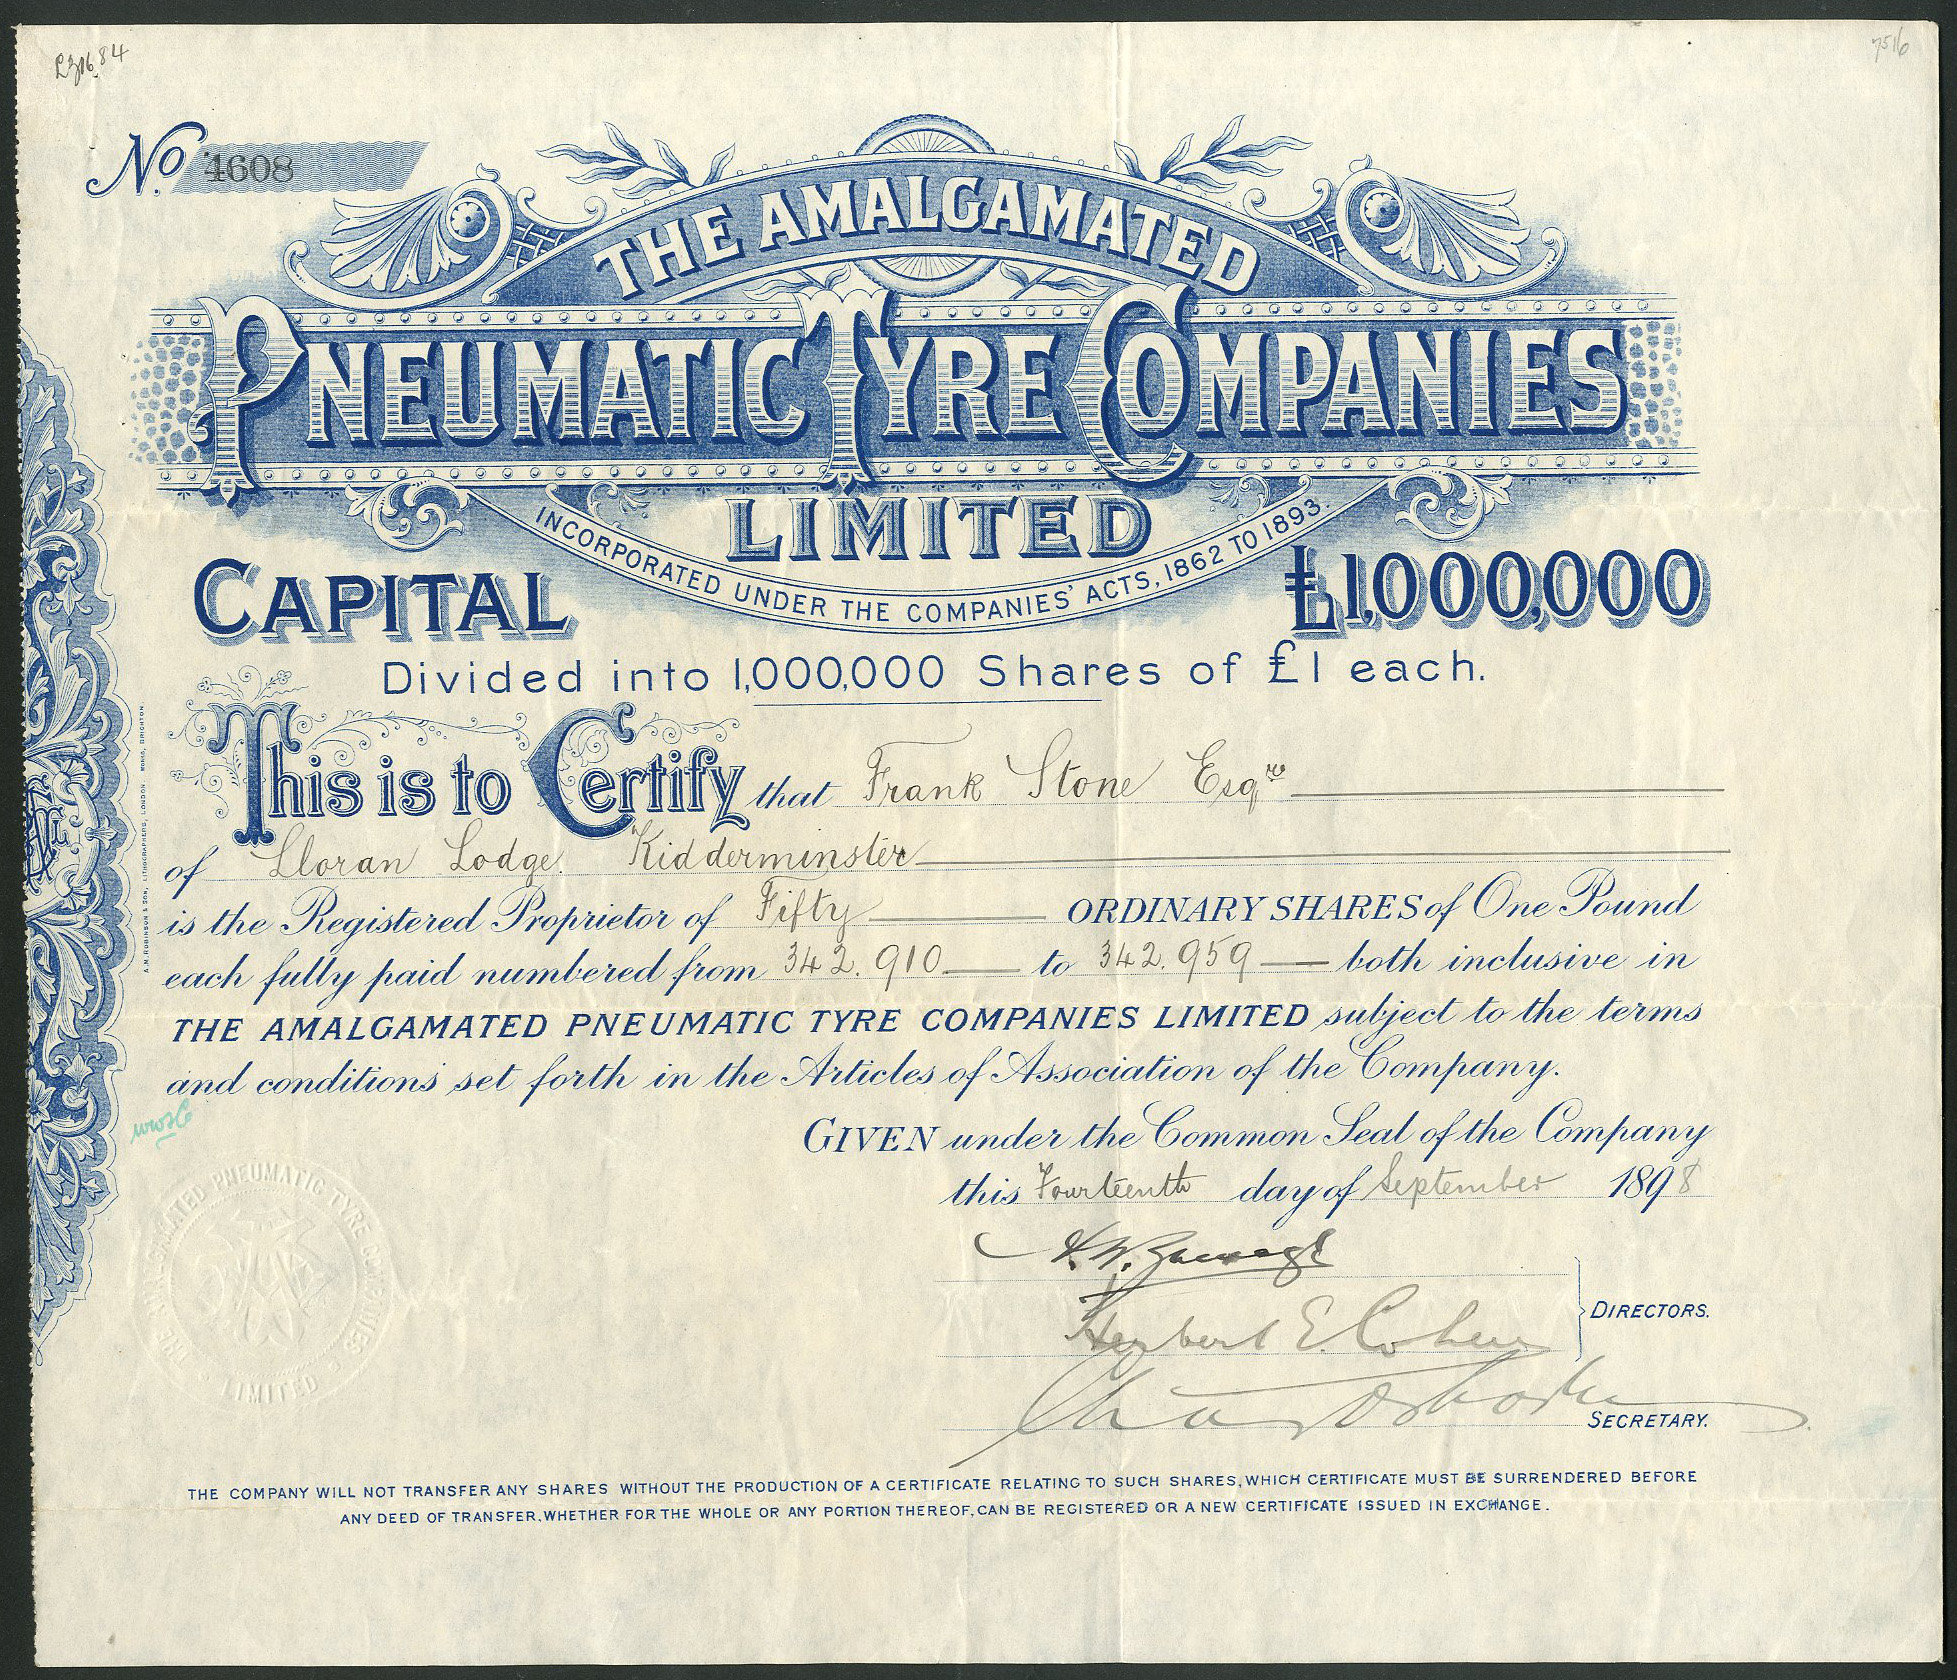 7516
No. 4608
THE AMALGAMATED
PNEUMATIC TYRE COMPANIES
LIMITED
INCORPORATED UNDER THE COMPANIES' ACTS, 1862 TO 1893.
CAPITAL £1,000,000
Divided into 1,000,000 Shares of £1 each.
This is to Certify that Frank Stone Esqre
of Lloran Lodge. Kidderminster
is the Registered Proprietor of Fifty ORDINARY SHARES of One Pound
each fully paid numbered from 342.910 to 342.959 both inclusive in
THE AMALGAMATED PNEUMATIC TYRE COMPANIES LIMITED subject to the terms
and conditions set forth in the Articles of Association of the Company.
GIVEN under the Common Seal of the Company
this Fourteenth day of September 1898
Herbert E. Cohen
DIRECTORS.
SECRETARY.
THE AMALGAMATED PNEUMATIC TYRE COMPANIES LIMITED
THE COMPANY WILL NOT TRANSFER ANY SHARES WITHOUT THE PRODUCTION OF A CERTIFICATE RELATING TO SUCH SHARES, WHICH CERTIFICATE MUST BE SURRENDERED BEFORE
ANY DEED OF TRANSFER, WHETHER FOR THE WHOLE OR ANY PORTION THEREOF, CAN BE REGISTERED OR A NEW CERTIFICATE ISSUED IN EXCHANGE.
A.M. ROBINSON & SON, LITHOGRAPHERS, LONDON WORKS, BRIGHTON.